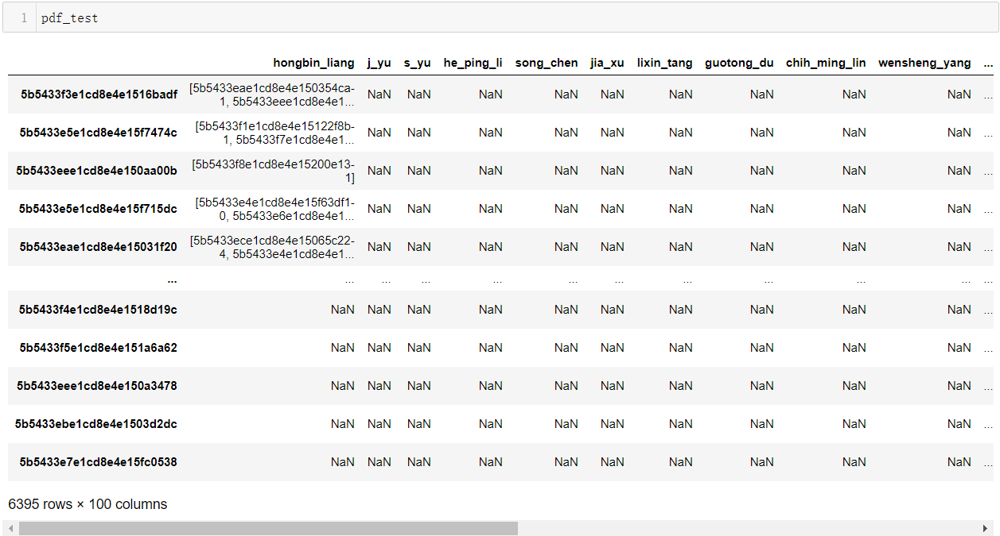 1 pdf_test
hongbin_liang j_yu s_yu he_ping_li song_chen jia_xu lixin_tang guotong_du chih_ming_lin wensheng_yang ...
5b5433f3e1cd8e4e1516badf [5b5433eae1cd8e4e150354ca-1, 5b5433eee1cd8e4e1... NaN NaN NaN NaN NaN NaN NaN NaN NaN ...
5b5433e5e1cd8e4e15f7474c [5b5433f1e1cd8e4e15122f8b-1, 5b5433f7e1cd8e4e1... NaN NaN NaN NaN NaN NaN NaN NaN NaN ...
5b5433eee1cd8e4e150aa00b [5b5433f8e1cd8e4e15200e13-1] NaN NaN NaN NaN NaN NaN NaN NaN NaN ...
5b5433e5e1cd8e4e15f715dc [5b5433e4e1cd8e4e15f63df1-0, 5b5433e6e1cd8e4e1... NaN NaN NaN NaN NaN NaN NaN NaN NaN ...
5b5433eae1cd8e4e15031f20 [5b5433ece1cd8e4e15065c22-4, 5b5433e4e1cd8e4e1... NaN NaN NaN NaN NaN NaN NaN NaN NaN ...
... ... ... ... ... ... ... ... ... ... ... ...
5b5433f4e1cd8e4e1518d19c NaN NaN NaN NaN NaN NaN NaN NaN NaN NaN ...
5b5433f5e1cd8e4e151a6a62 NaN NaN NaN NaN NaN NaN NaN NaN NaN NaN ...
5b5433eee1cd8e4e150a3478 NaN NaN NaN NaN NaN NaN NaN NaN NaN NaN ...
5b5433ebe1cd8e4e1503d2dc NaN NaN NaN NaN NaN NaN NaN NaN NaN NaN ...
5b5433e7e1cd8e4e15fc0538 NaN NaN NaN NaN NaN NaN NaN NaN NaN NaN ...
6395 rows × 100 columns